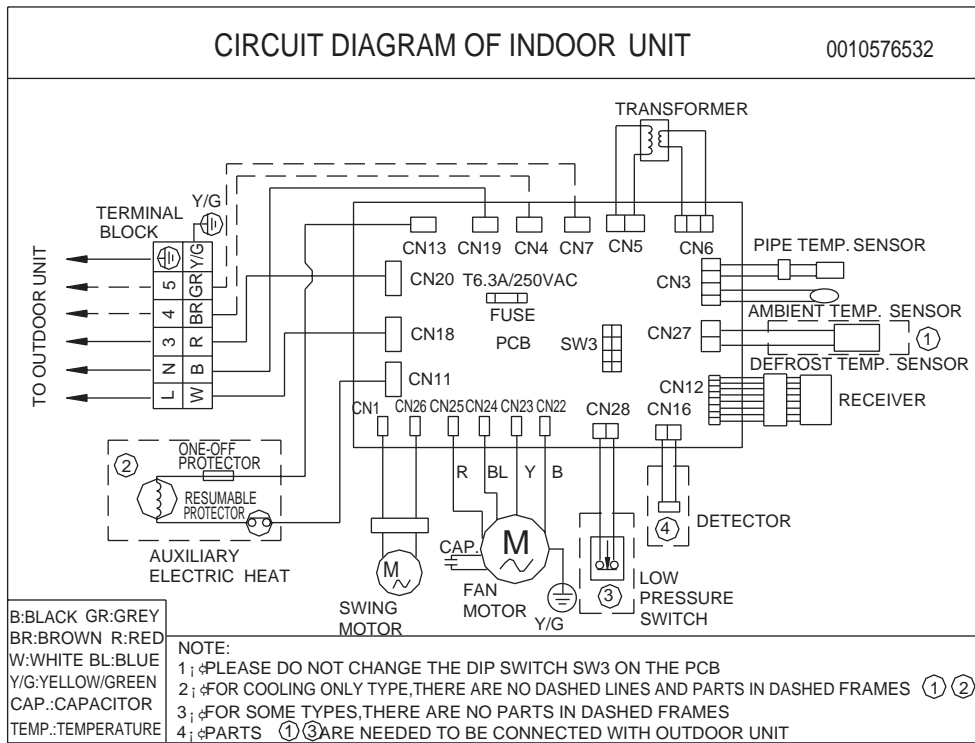 CIRCUIT DIAGRAM OF INDOOR UNIT
0010576532
TRANSFORMER
TERMINAL
BLOCK
Y/G
CN13
CN19
CN4
CN7
CN5
CN6
PIPE TEMP. SENSOR
Y/G
5
GR
4
BR
3
R
N
B
L
W
TO OUTDOOR UNIT
CN20
T6.3A/250VAC
FUSE
CN3
AMBIENT TEMP. SENSOR
CN18
PCB
SW3
CN27
1
DEFROST TEMP. SENSOR
CN11
CN12
RECEIVER
CN1
CN26
CN25
CN24
CN23
CN22
CN28
CN16
2
ONE-OFF
PROTECTOR
RESUMABLE
PROTECTOR
AUXILIARY
ELECTRIC HEAT
R
BL
Y
B
4
DETECTOR
M
SWING
MOTOR
CAP.
M
FAN
MOTOR
Y/G
3
LOW
PRESSURE
SWITCH
B:BLACK GR:GREY
BR:BROWN R:RED
W:WHITE BL:BLUE
Y/G:YELLOW/GREEN
CAP.:CAPACITOR
TEMP.:TEMPERATURE
NOTE:
1¡¢PLEASE DO NOT CHANGE THE DIP SWITCH SW3 ON THE PCB
2¡¢FOR COOLING ONLY TYPE,THERE ARE NO DASHED LINES AND PARTS IN DASHED FRAMES ① ②
3¡¢FOR SOME TYPES,THERE ARE NO PARTS IN DASHED FRAMES
4¡¢PARTS ①③ARE NEEDED TO BE CONNECTED WITH OUTDOOR UNIT